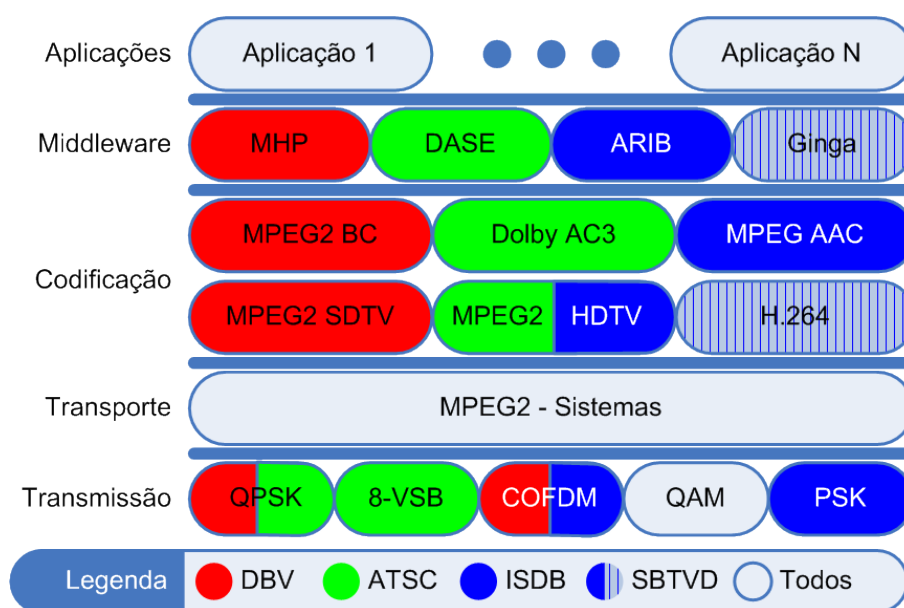 Aplicações Aplicação 1 Aplicação N
Middleware MHP DASE ARIB Ginga
MPEG2 BC Dolby AC3 MPEG AAC
Codificação
MPEG2 SDTV MPEG2 HDTV H.264
Transporte MPEG2 - Sistemas
Transmissão QPSK 8-VSB COFDM QAM PSK
Legenda DBV ATSC ISDB SBTVD Todos